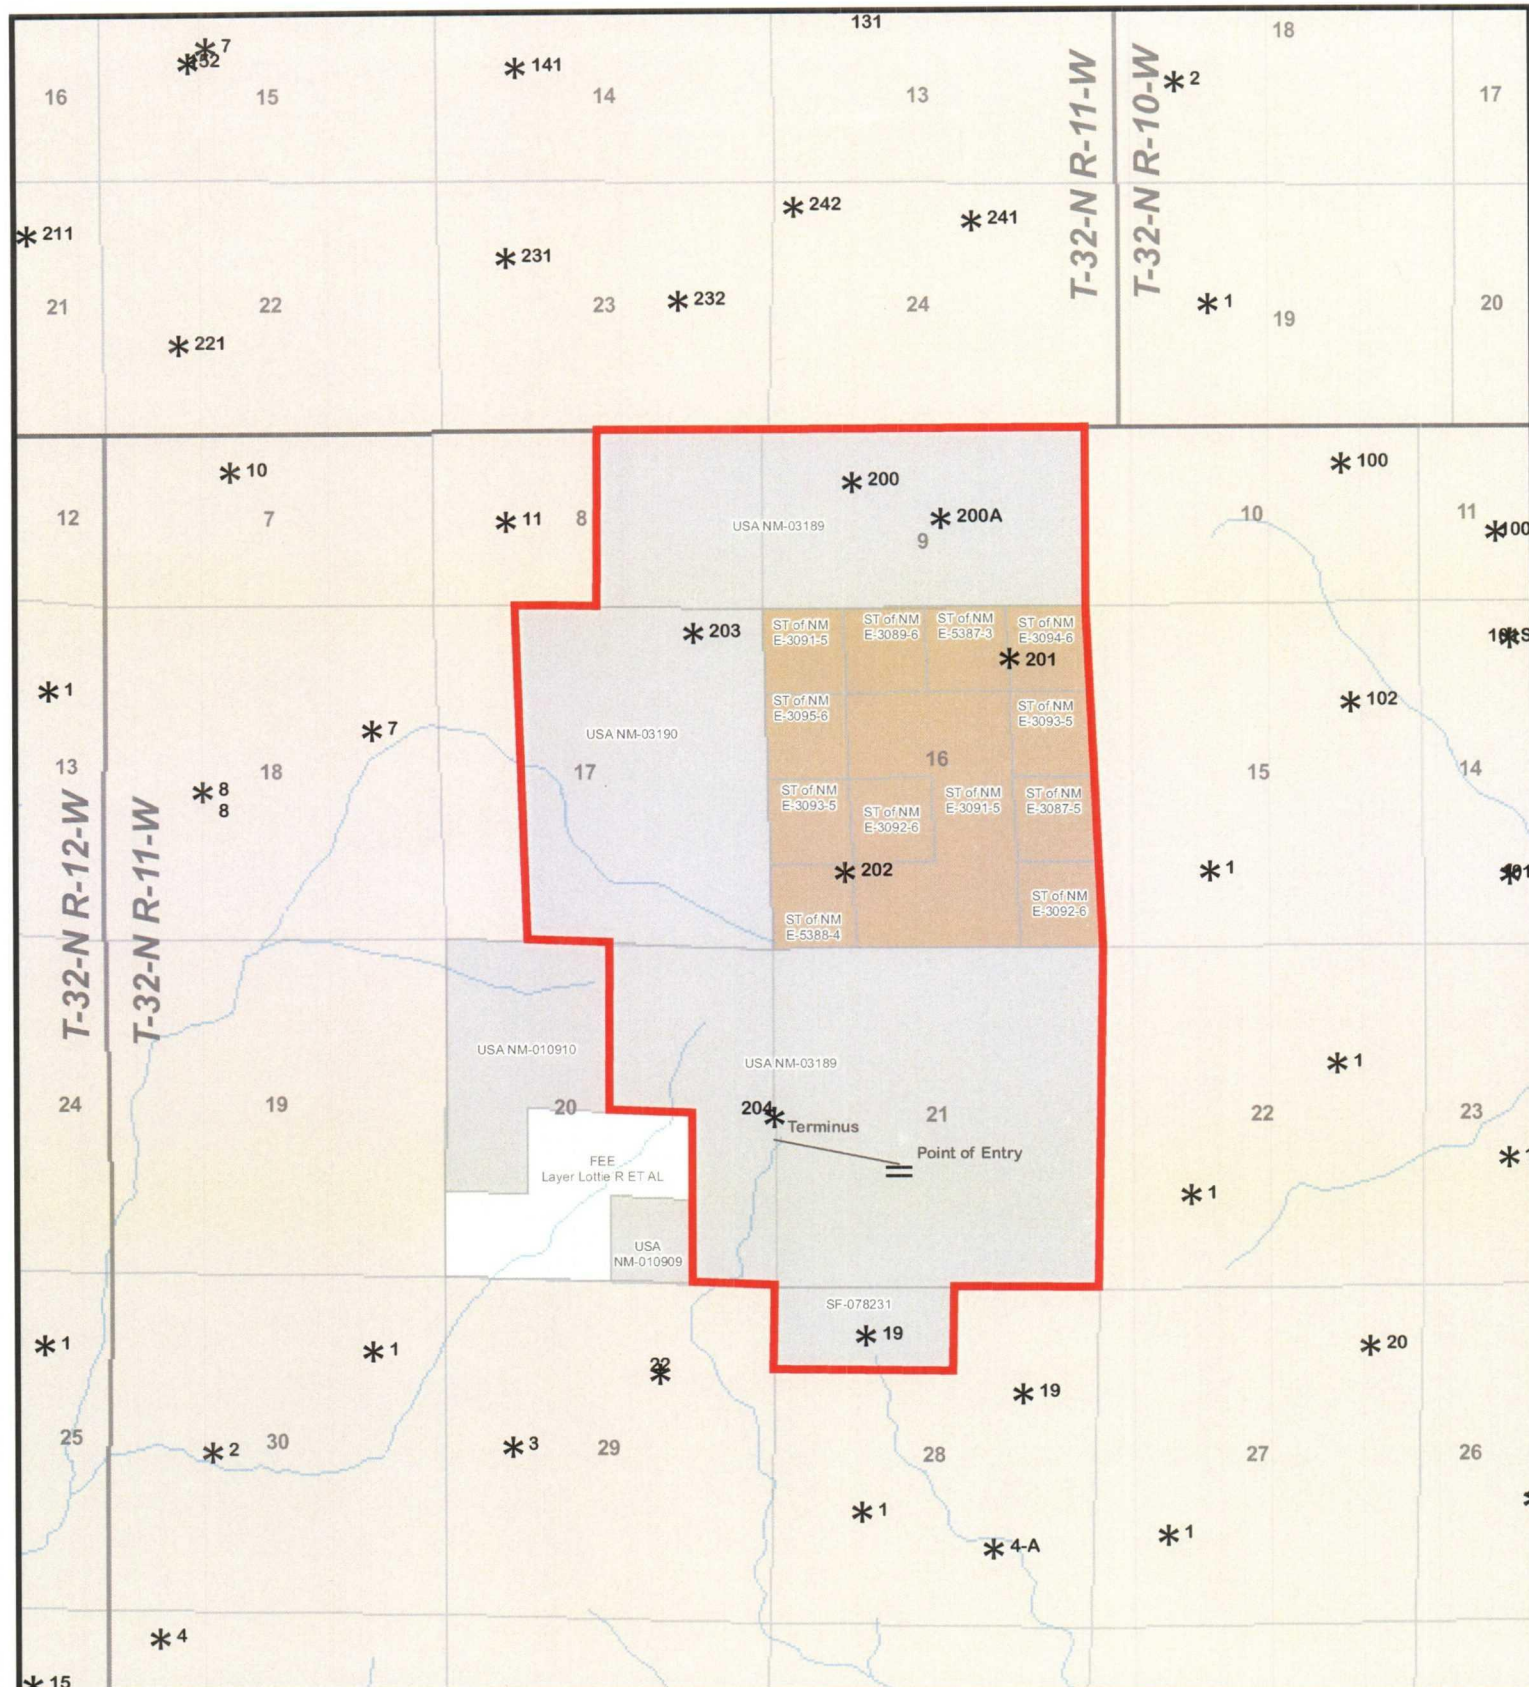 131
18
7
152
141
2
16
15
14
13
17
T-32-N R-11-W
T-32-N R-10-W
242
241
211
231
21
22
23
232
24
1
19
20
221
10
100
200
12
7
11
8
USA NM-03189
200A
9
10
11
100
203
ST of NM
E-3091-5
ST of NM
E-3089-6
ST of NM
E-5387-3
ST of NM
E-3094-6
201
1
ST of NM
E-3095-6
ST of NM
E-3093-5
102
7
USA NM-03190
13
18
17
16
15
14
8
8
ST of NM
E-3093-5
ST of NM
E-3092-6
ST of NM
E-3091-5
ST of NM
E-3087-5
T-32-N R-12-W
T-32-N R-11-W
202
1
ST of NM
E-5388-4
ST of NM
E-3092-6
USA NM-010910
USA NM-03189
1
24
19
20
204
Terminus
21
22
23
Point of Entry
FEE
Layer Lottie R ET AL
1
1
USA
NM-010909
SF-078231
19
1
1
22
20
19
25
2
30
3
29
28
27
26
1
4-A
1
4
15